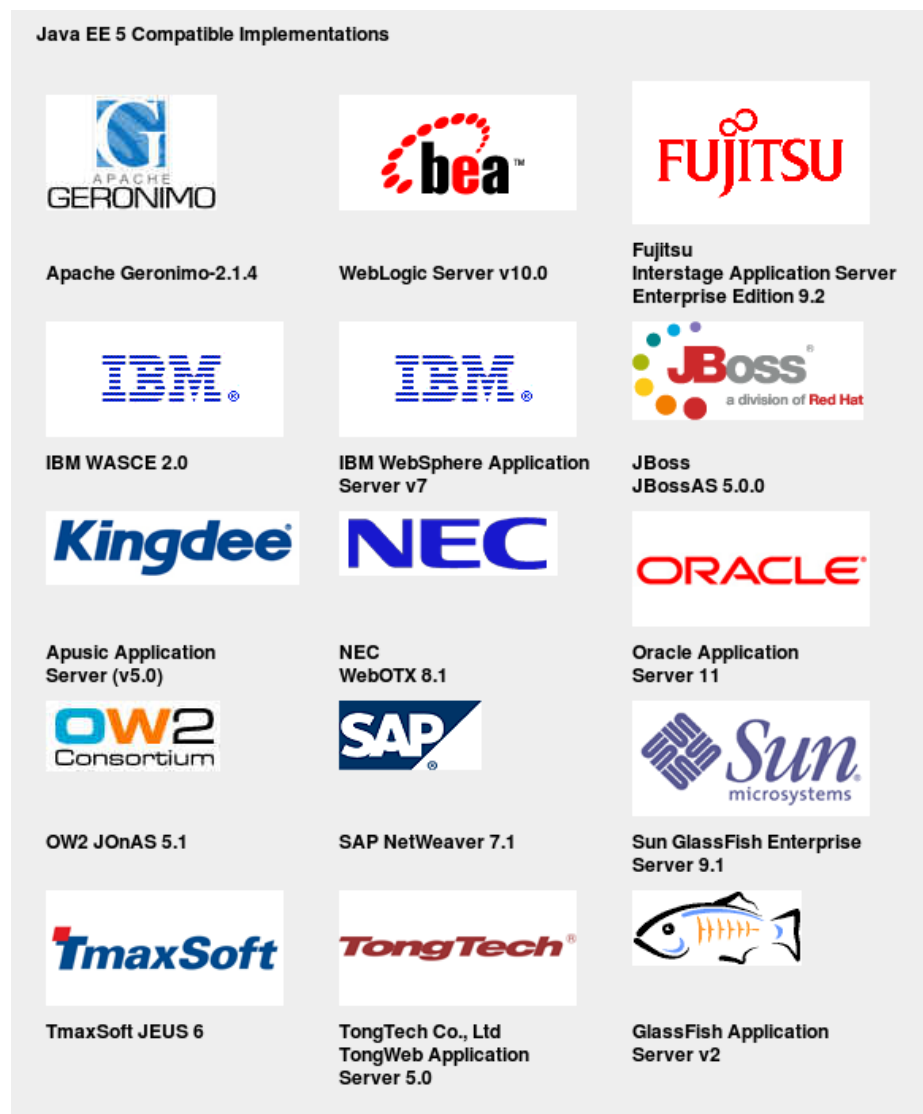 Java EE 5 Compatible Implementations
G
APACHE
GERONIMO
bea™
FUJITSU
Apache Geronimo-2.1.4
WebLogic Server v10.0
Fujitsu
Interstage Application Server
Enterprise Edition 9.2
IBM®
IBM®
JBoss®
a division of Red Hat
IBM WASCE 2.0
IBM WebSphere Application
Server v7
JBoss
JBossAS 5.0.0
Kingdee®
NEC
ORACLE®
Apusic Application
Server (v5.0)
NEC
WebOTX 8.1
Oracle Application
Server 11
OW2
Consortium
SAP®
Sun®
microsystems
OW2 JOnAS 5.1
SAP NetWeaver 7.1
Sun GlassFish Enterprise
Server 9.1
TmaxSoft
TongTech®
TmaxSoft JEUS 6
TongTech Co., Ltd
TongWeb Application
Server 5.0
GlassFish Application
Server v2